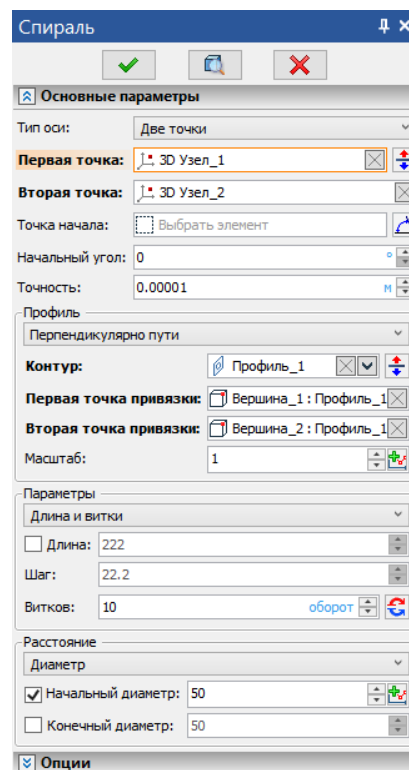 Спираль
Основные параметры
Тип оси: Две точки
Первая точка: 3D Узел_1
Вторая точка: 3D Узел_2
Точка начала: Выбрать элемент
Начальный угол: 0 °
Точность: 0.00001 м
Профиль
Перпендикулярно пути
Контур: Профиль_1
Первая точка привязки: Вершина_1 : Профиль_1
Вторая точка привязки: Вершина_2 : Профиль_1
Масштаб: 1
Параметры
Длина и витки
Длина: 222
Шаг: 22.2
Витков: 10 оборот
Расстояние
Диаметр
Начальный диаметр: 50
Конечный диаметр: 50
Опции